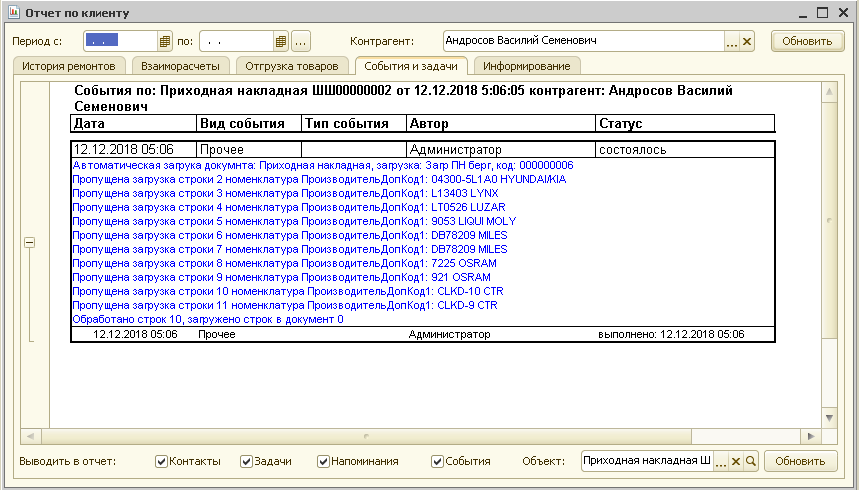 Отчет по клиенту
Период с: . . по: . . ... Контрагент: Андросов Василий Семенович ... Обновить
История ремонтов Взаиморасчеты Отгрузка товаров События и задачи Информирование
События по: Приходная накладная ШШ00000002 от 12.12.2018 5:06:05 контрагент: Андросов Василий
Семенович
Дата Вид события Тип события Автор Статус
12.12.2018 05:06 Прочее Администратор состоялось
Автоматическая загрука докумнта: Приходная накладная, загрузка: Загр ПН берг, код: 000000006
Пропущена загрузка строки 2 номенклатура ПроизводительДопКод1: 04300-5L1A0 HYUNDAI/KIA
Пропущена загрузка строки 3 номенклатура ПроизводительДопКод1: L13403 LYNX
Пропущена загрузка строки 4 номенклатура ПроизводительДопКод1: LT0526 LUZAR
Пропущена загрузка строки 5 номенклатура ПроизводительДопКод1: 9053 LIQUI MOLY
Пропущена загрузка строки 6 номенклатура ПроизводительДопКод1: DB78209 MILES
Пропущена загрузка строки 7 номенклатура ПроизводительДопКод1: DB78209 MILES
Пропущена загрузка строки 8 номенклатура ПроизводительДопКод1: 7225 OSRAM
Пропущена загрузка строки 9 номенклатура ПроизводительДопКод1: 921 OSRAM
Пропущена загрузка строки 10 номенклатура ПроизводительДопКод1: CLKD-10 CTR
Пропущена загрузка строки 11 номенклатура ПроизводительДопКод1: CLKD-9 CTR
Обработано строк 10, загружено строк в документ 0
12.12.2018 05:06 Прочее Администратор выполнено: 12.12.2018 05:06
Выводить в отчет: Контакты Задачи Напоминания События Объект: Приходная накладная Ш ... Обновить